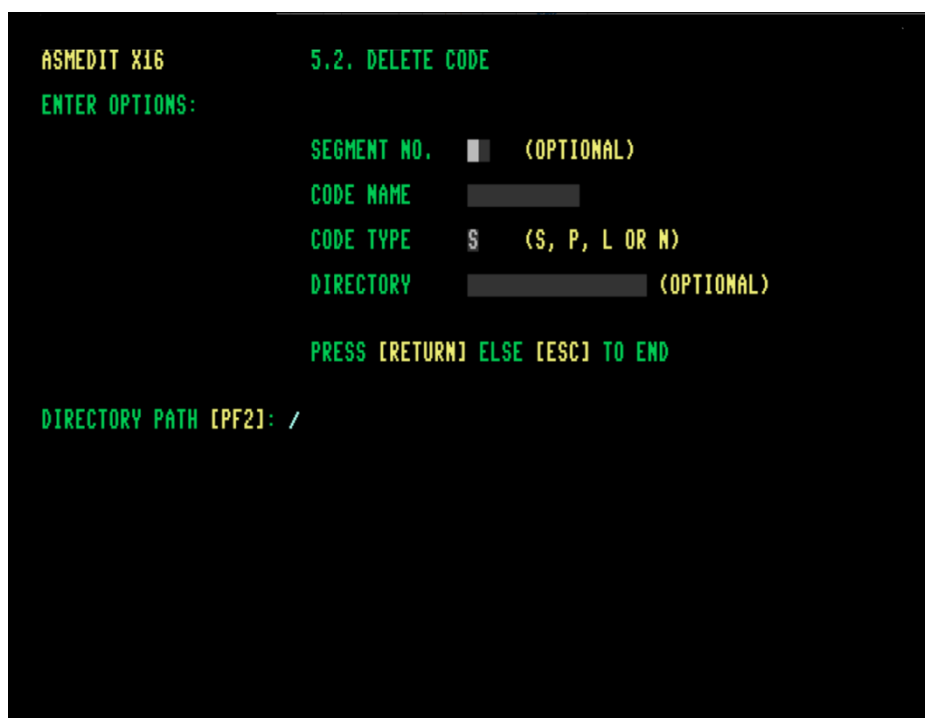 ASMEDIT X16 5.2. DELETE CODE
ENTER OPTIONS:
SEGMENT NO. (OPTIONAL)
CODE NAME
CODE TYPE S (S, P, L OR N)
DIRECTORY (OPTIONAL)
PRESS [RETURN] ELSE [ESC] TO END
DIRECTORY PATH [PF2]: /